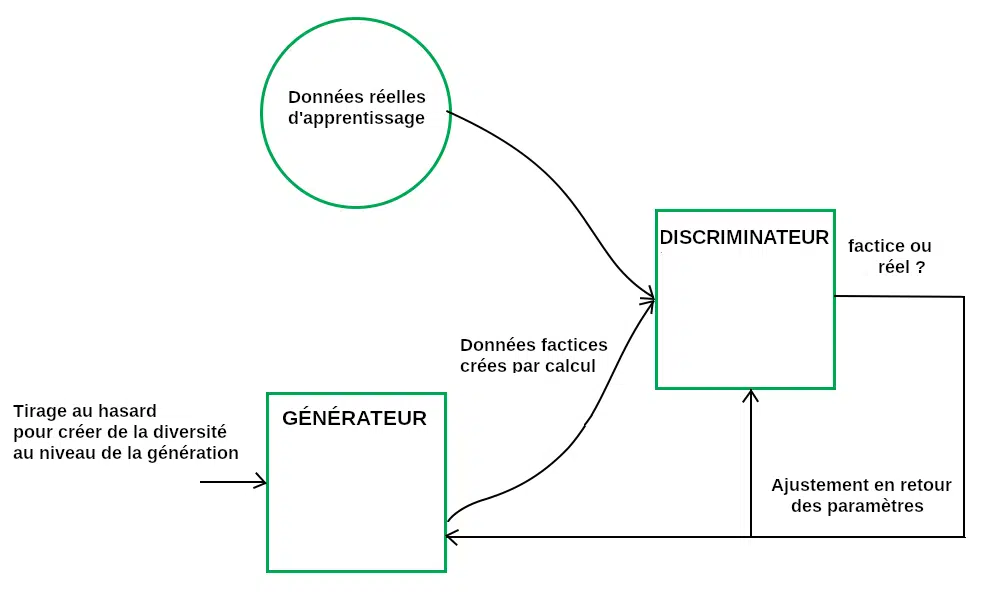 Données réelles
d'apprentissage
DISCRIMINATEUR
factice ou
réel ?
Données factices
crées par calcul
Tirage au hasard
pour créer de la diversité
au niveau de la génération
GÉNÉRATEUR
Ajustement en retour
des paramètres